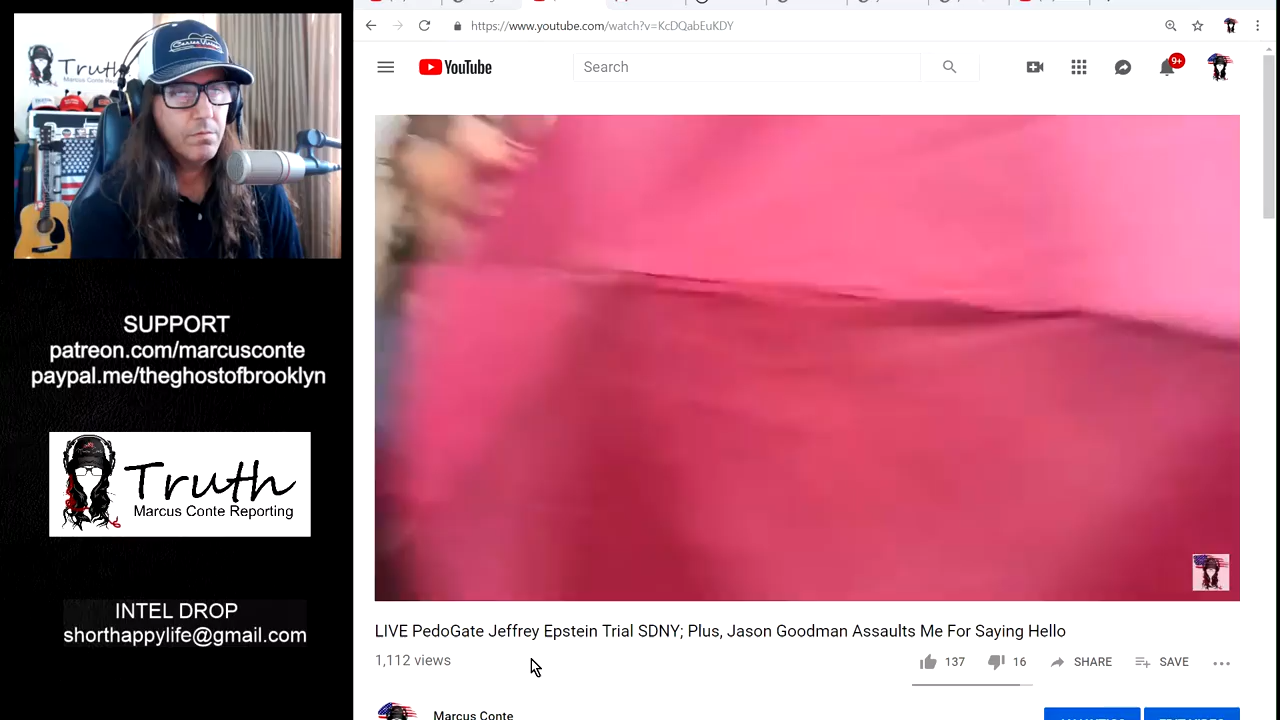 Truth
Marcus Conte Reporting
SUPPORT
patreon.com/marcusconte
paypal.me/theghostofbrooklyn
Truth
Marcus Conte Reporting
INTEL DROP
shorthappylife@gmail.com
https://www.youtube.com/watch?v=KcDQabEuKDY
YouTube
Search
9+
LIVE PedoGate Jeffrey Epstein Trial SDNY; Plus, Jason Goodman Assaults Me For Saying Hello
1,112 views
137
16
SHARE
SAVE
Marcus Conte